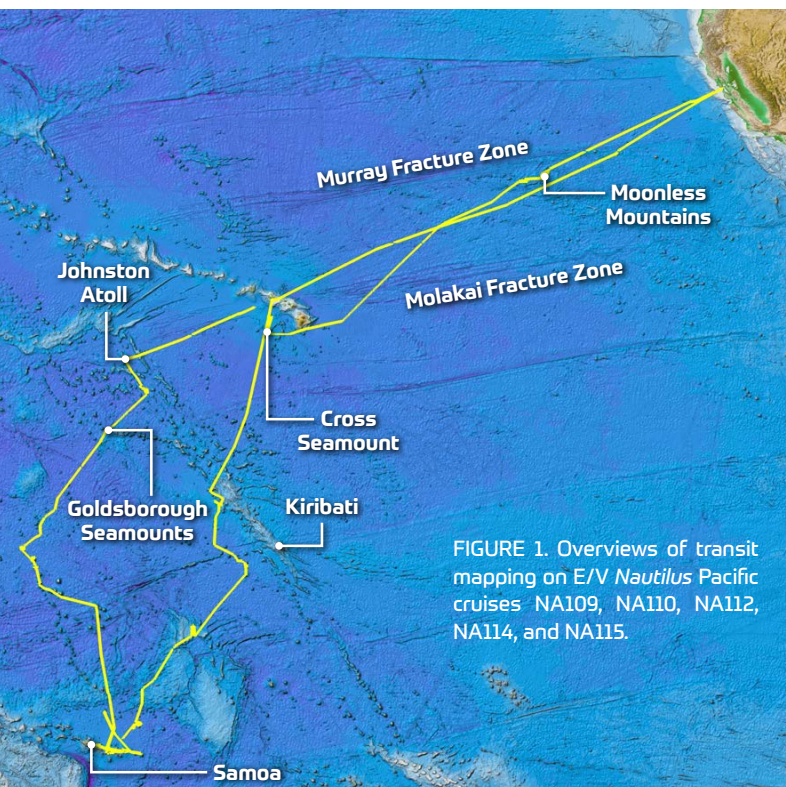 Murray Fracture Zone
Moonless
Mountains
Johnston
Atoll
Molakai Fracture Zone
Cross
Seamount
Goldsborough
Seamounts
Kiribati
FIGURE 1. Overviews of transit
mapping on E/V Nautilus Pacific
cruises NA109, NA110, NA112,
NA114, and NA115.
Samoa